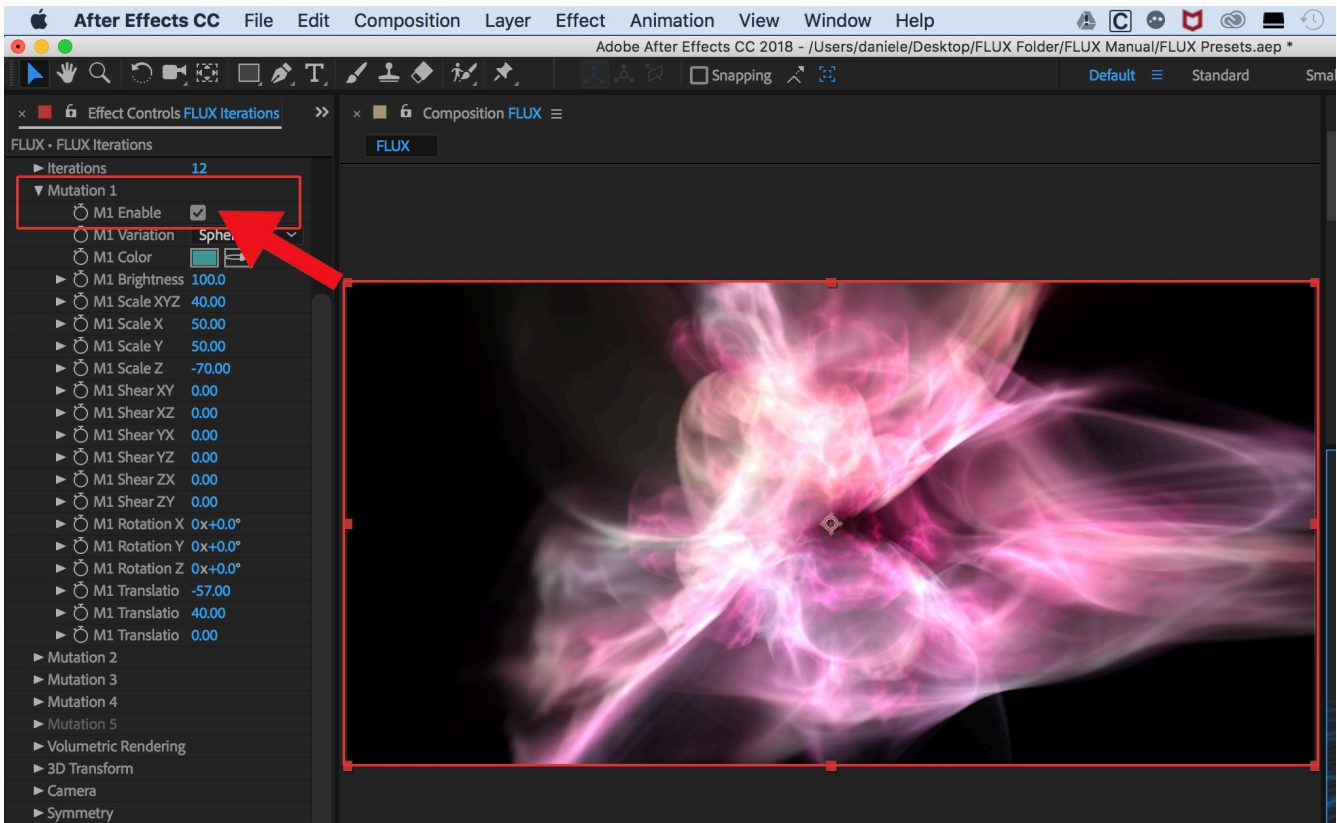 After Effects CC File Edit Composition Layer Effect Animation View Window Help
Adobe After Effects CC 2018 - /Users/daniele/Desktop/FLUX Folder/FLUX Manual/FLUX Presets.aep *
Snapping Default Standard
Effect Controls FLUX Iterations Composition FLUX
FLUX • FLUX Iterations FLUX
Iterations 12
Mutation 1
M1 Enable
M1 Variation
M1 Color
M1 Brightness 100.0
M1 Scale XYZ 40.00
M1 Scale X 50.00
M1 Scale Y 50.00
M1 Scale Z -70.00
M1 Shear XY 0.00
M1 Shear XZ 0.00
M1 Shear YX 0.00
M1 Shear YZ 0.00
M1 Shear ZX 0.00
M1 Shear ZY 0.00
M1 Rotation X 0x+0.0°
M1 Rotation Y 0x+0.0°
M1 Rotation Z 0x+0.0°
M1 Translatio -57.00
M1 Translatio 40.00
M1 Translatio 0.00
Mutation 2
Mutation 3
Mutation 4
Mutation 5
Volumetric Rendering
3D Transform
Camera
Symmetry